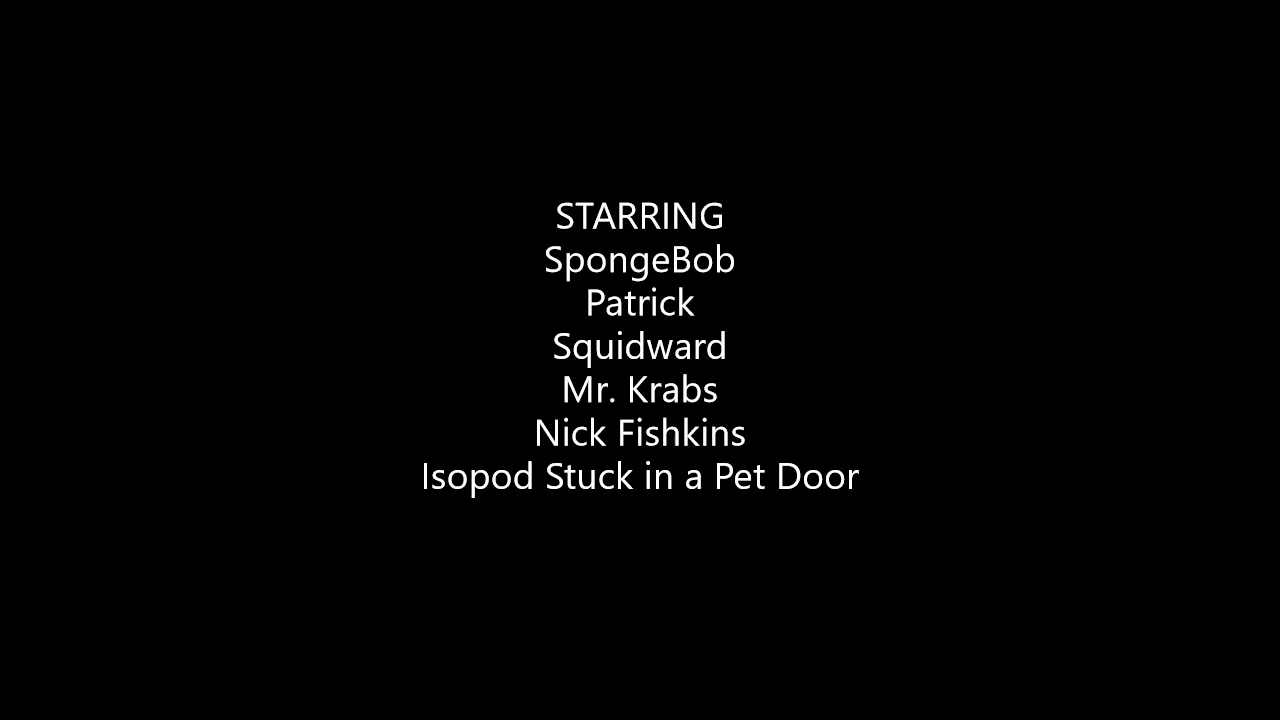 STARRING
SpongeBob
Patrick
Squidward
Mr. Krabs
Nick Fishkins
Isopod Stuck in a Pet Door